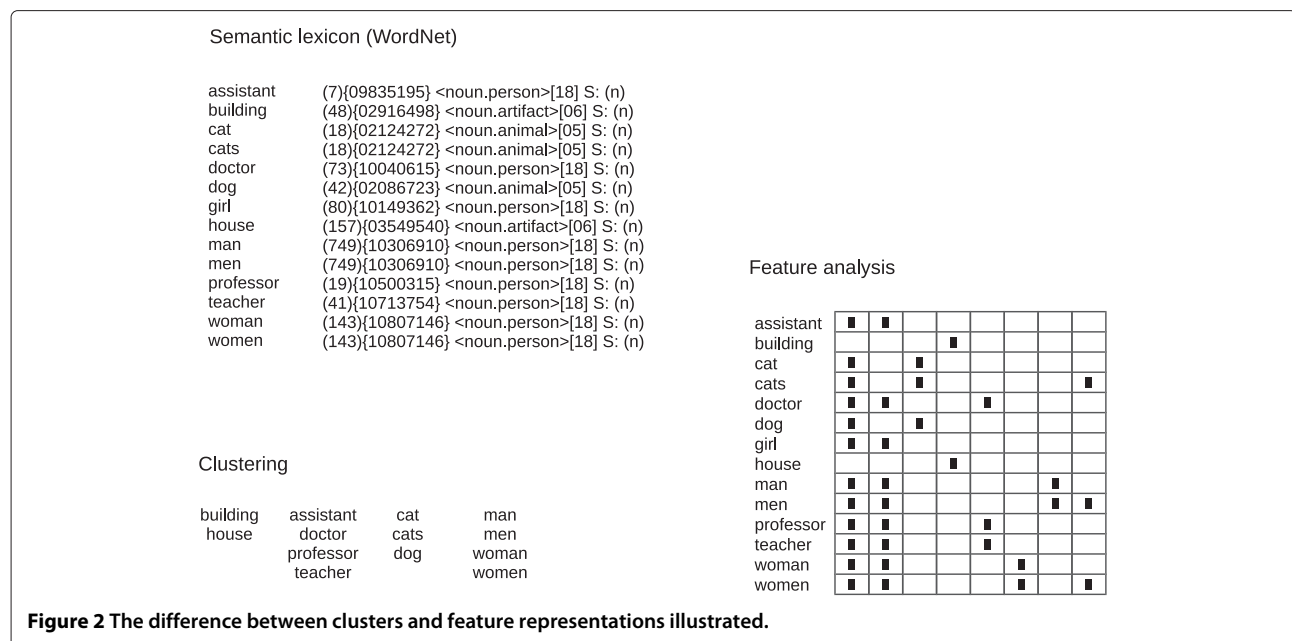 Semantic lexicon (WordNet)
assistant (7){09835195} <noun.person>[18] S: (n)
building (48){02916498} <noun.artifact>[06] S: (n)
cat (18){02124272} <noun.animal>[05] S: (n)
cats (18){02124272} <noun.animal>[05] S: (n)
doctor (73){10040615} <noun.person>[18] S: (n)
dog (42){02086723} <noun.animal>[05] S: (n)
girl (80){10149362} <noun.person>[18] S: (n)
house (157){03549540} <noun.artifact>[06] S: (n)
man (749){10306910} <noun.person>[18] S: (n)
men (749){10306910} <noun.person>[18] S: (n)
professor (19){10500315} <noun.person>[18] S: (n)
teacher (41){10713754} <noun.person>[18] S: (n)
woman (143){10807146} <noun.person>[18] S: (n)
women (143){10807146} <noun.person>[18] S: (n)
Clustering
building assistant cat man
house doctor cats men
professor dog woman
teacher women
Feature analysis
assistant
building
cat
cats
doctor
dog
girl
house
man
men
professor
teacher
woman
women
Figure 2 The difference between clusters and feature representations illustrated.